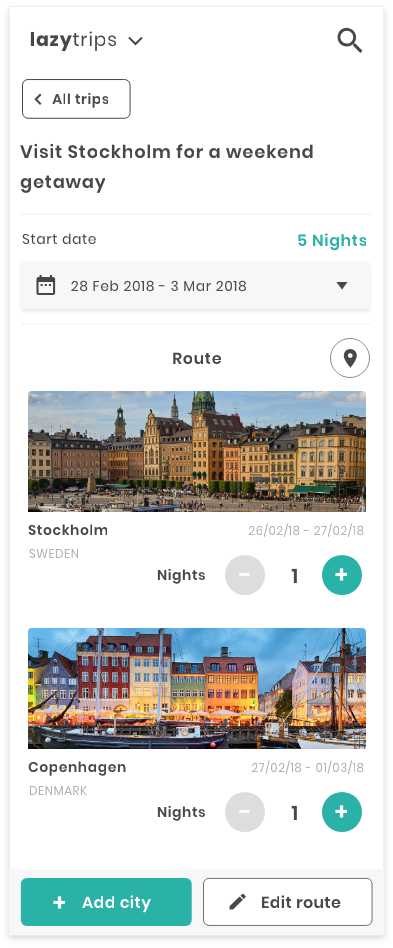 lazytrips
All trips
Visit Stockholm for a weekend
getaway
Start date
5 Nights
28 Feb 2018 - 3 Mar 2018
Route
Stockholm
26/02/18 - 27/02/18
SWEDEN
Nights
- 1 +
Copenhagen
27/02/18 - 01/03/18
DENMARK
Nights
- 1 +
+ Add city
Edit route